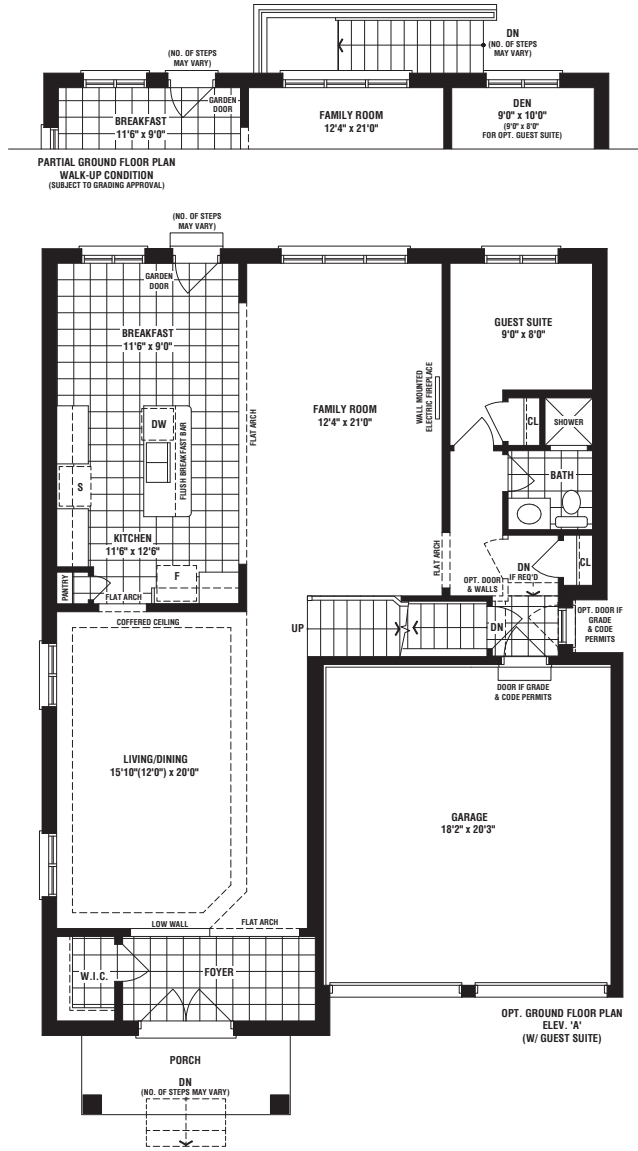 DN
(NO. OF STEPS
MAY VARY)
(NO. OF STEPS
MAY VARY)
GARDEN
DOOR
BREAKFAST
11'6" x 9'0"
FAMILY ROOM
12'4" x 21'0"
DEN
9'0" x 10'0"
(9'0" x 8'0"
FOR OPT. GUEST SUITE)
PARTIAL GROUND FLOOR PLAN
WALK-UP CONDITION
(SUBJECT TO GRADING APPROVAL)
(NO. OF STEPS
MAY VARY)
GARDEN
DOOR
BREAKFAST
11'6" x 9'0"
GUEST SUITE
9'0" x 8'0"
FAMILY ROOM
12'4" x 21'0"
WALL MOUNTED
ELECTRIC FIREPLACE
FLAT ARCH
CL
SHOWER
DW
FLUSH BREAKFAST BAR
S
BATH
KITCHEN
11'6" x 12'6"
PANTRY
F
FLAT ARCH
FLAT ARCH
DN
IF REQ'D
OPT. DOOR
& WALLS
CL
COFFERED CEILING
UP
DN
OPT. DOOR IF
GRADE
& CODE
PERMITS
DOOR IF GRADE
& CODE PERMITS
LIVING/DINING
15'10"(12'0") x 20'0"
GARAGE
18'2" x 20'3"
LOW WALL
FLAT ARCH
W.I.C.
FOYER
OPT. GROUND FLOOR PLAN
ELEV. 'A'
(W/ GUEST SUITE)
PORCH
DN
(NO. OF STEPS MAY VARY)